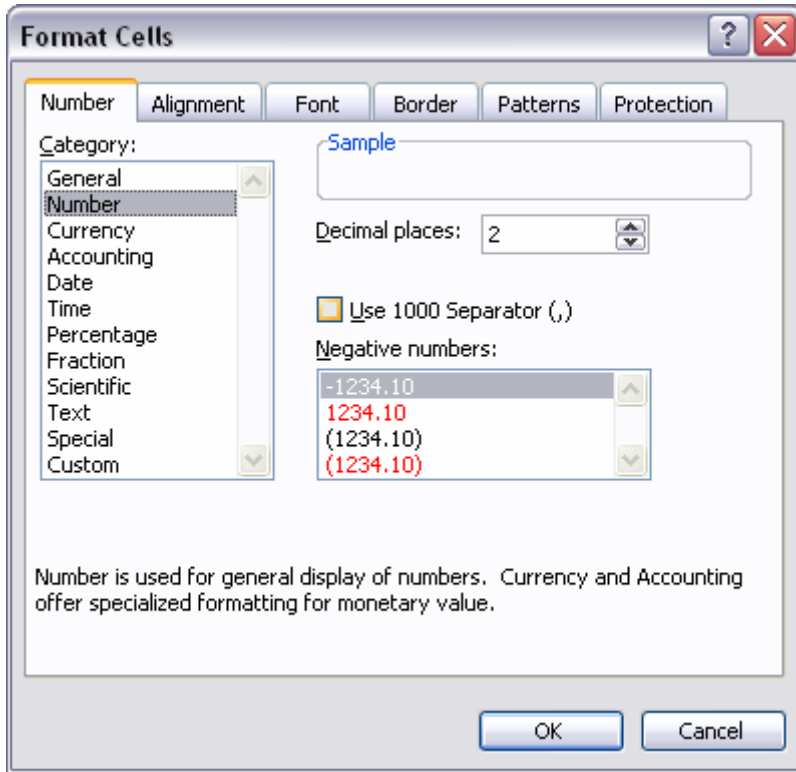 Format Cells
?
Number Alignment Font Border Patterns Protection
Category:
General
Number
Currency
Accounting
Date
Time
Percentage
Fraction
Scientific
Text
Special
Custom
Sample
Decimal places: 2
Use 1000 Separator (,)
Negative numbers:
-1234.10
1234.10
(1234.10)
(1234.10)
Number is used for general display of numbers.  Currency and Accounting
offer specialized formatting for monetary value.
OK Cancel